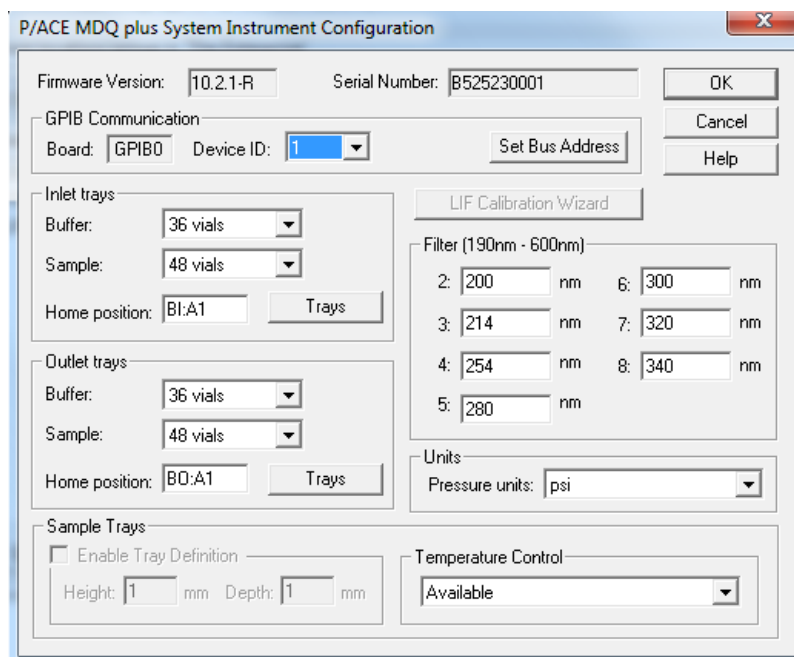 P/ACE MDQ plus System Instrument Configuration
Firmware Version: 10.2.1-R Serial Number: B525230001 OK
GPIB Communication Cancel
Board: GPIB0 Device ID: 1 Set Bus Address Help
Inlet trays LIF Calibration Wizard
Buffer: 36 vials
Sample: 48 vials
Home position: BI:A1 Trays
Filter (190nm - 600nm)
2: 200 nm 6: 300 nm
3: 214 nm 7: 320 nm
4: 254 nm 8: 340 nm
5: 280 nm
Outlet trays
Buffer: 36 vials
Sample: 48 vials
Home position: BO:A1 Trays
Units
Pressure units: psi
Sample Trays
Enable Tray Definition
Height: 1 mm Depth: 1 mm
Temperature Control
Available